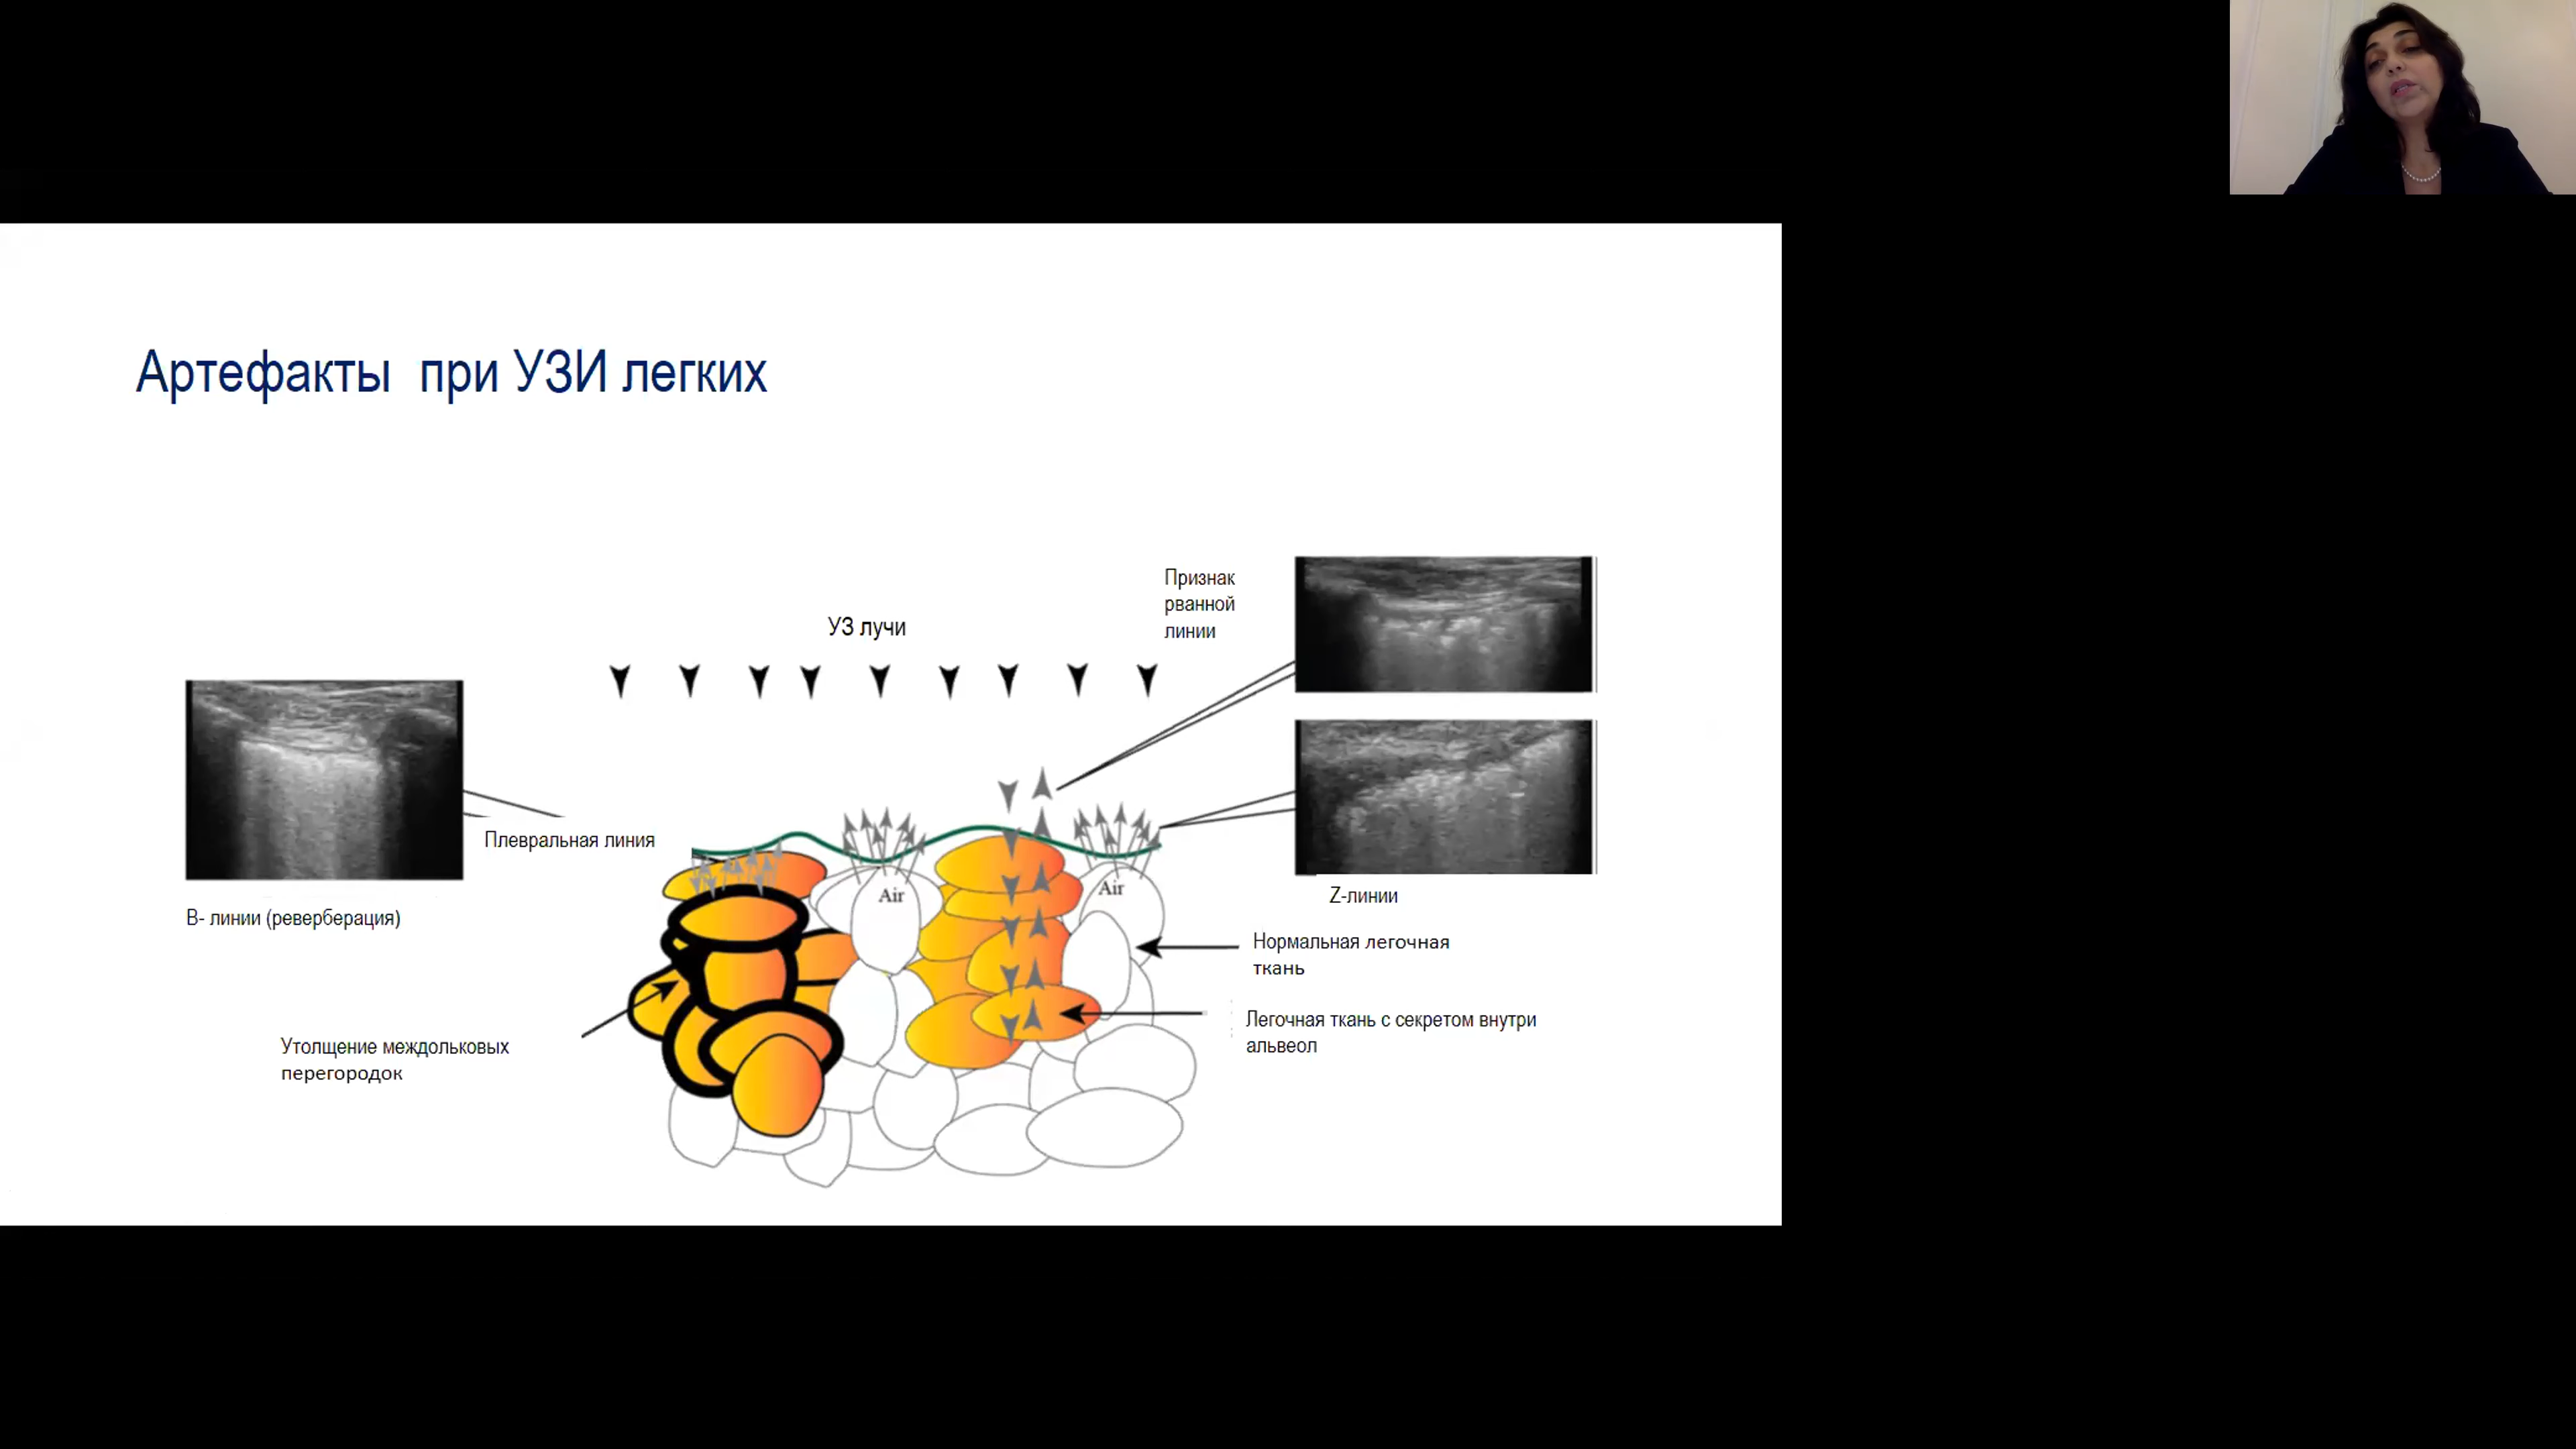 Артефакты при УЗИ легких
Признак
рванной
линии
УЗ лучи
Плевральная линия
Air
Air
Z-линии
В- линии (реверберация)
Нормальная легочная
ткань
Легочная ткань с секретом внутри
альвеол
Утолщение междольковых
перегородок